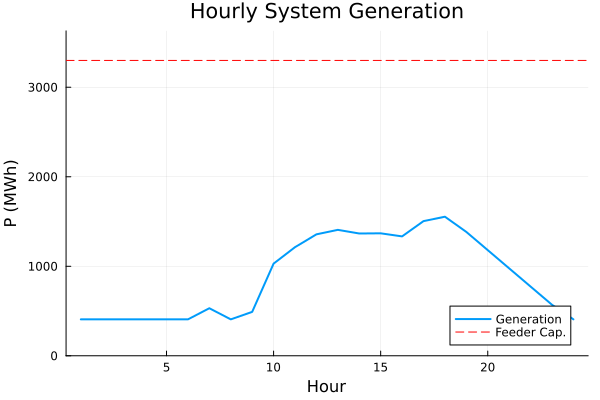 Hourly System Generation
P (MWh)
3000
2000
1000
0
5
10
15
20
Hour
Generation
Feeder Cap.